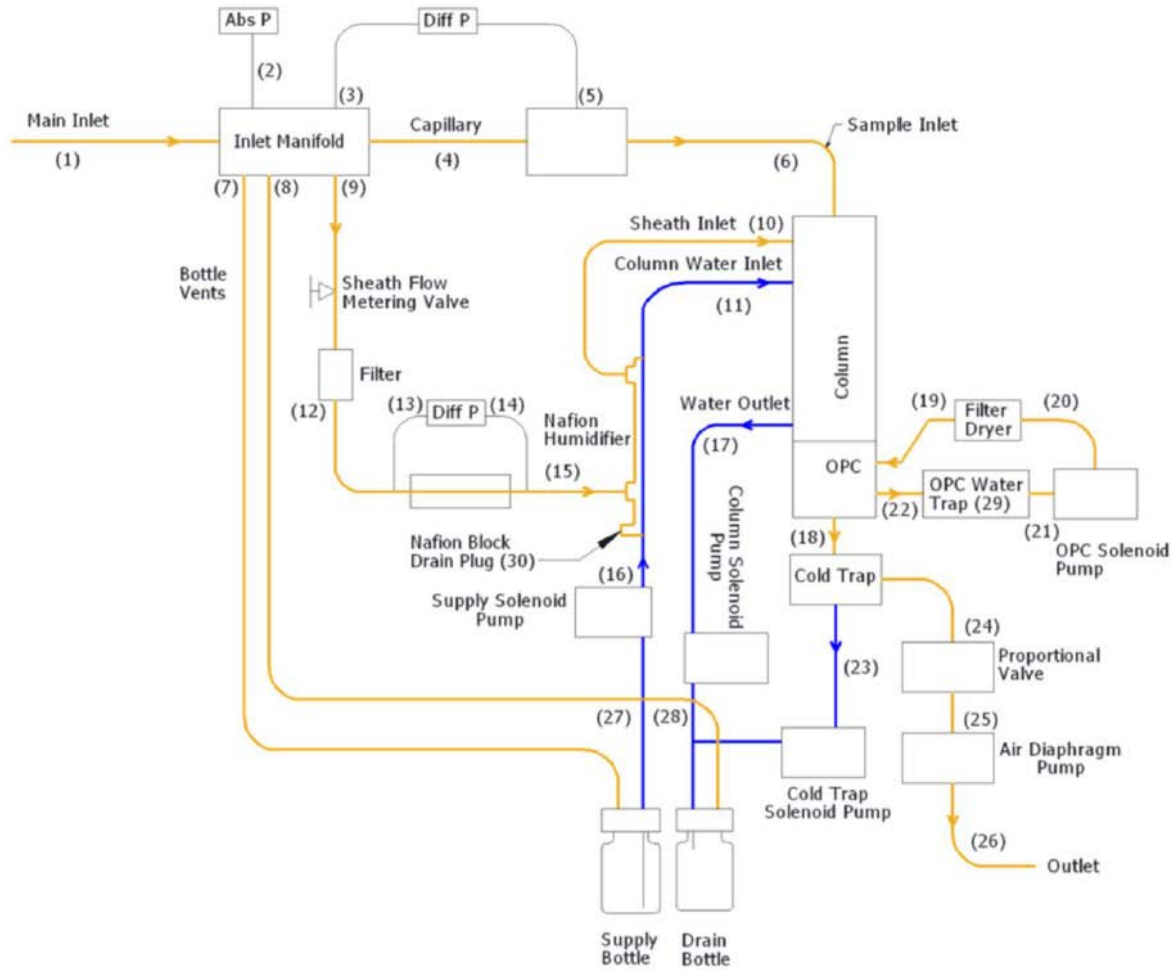 Abs P
Diff P
(2)
(3)
(5)
Main Inlet
Capillary
Sample Inlet
Inlet Manifold
(1)
(4)
(6)
(7)
(8)
(9)
Sheath Inlet (10)
Column Water Inlet
Bottle
Vents
Sheath Flow
Metering Valve
(11)
Column
Filter
(12)
(13)
Diff P
(14)
Nafion
Humidifier
Water Outlet
(17)
(19)
Filter
Dryer
(20)
(15)
OPC
OPC Water
Trap (29)
(22)
(21)
OPC Solenoid
Pump
Nafion Block
Drain Plug (30)
Column Solenoid
Pump
(18)
(16)
Supply Solenoid
Pump
Cold Trap
(24)
(23)
Proportional
Valve
(27)
(28)
(25)
Air Diaphragm
Pump
Cold Trap
Solenoid Pump
(26)
Outlet
Supply
Bottle
Drain
Bottle